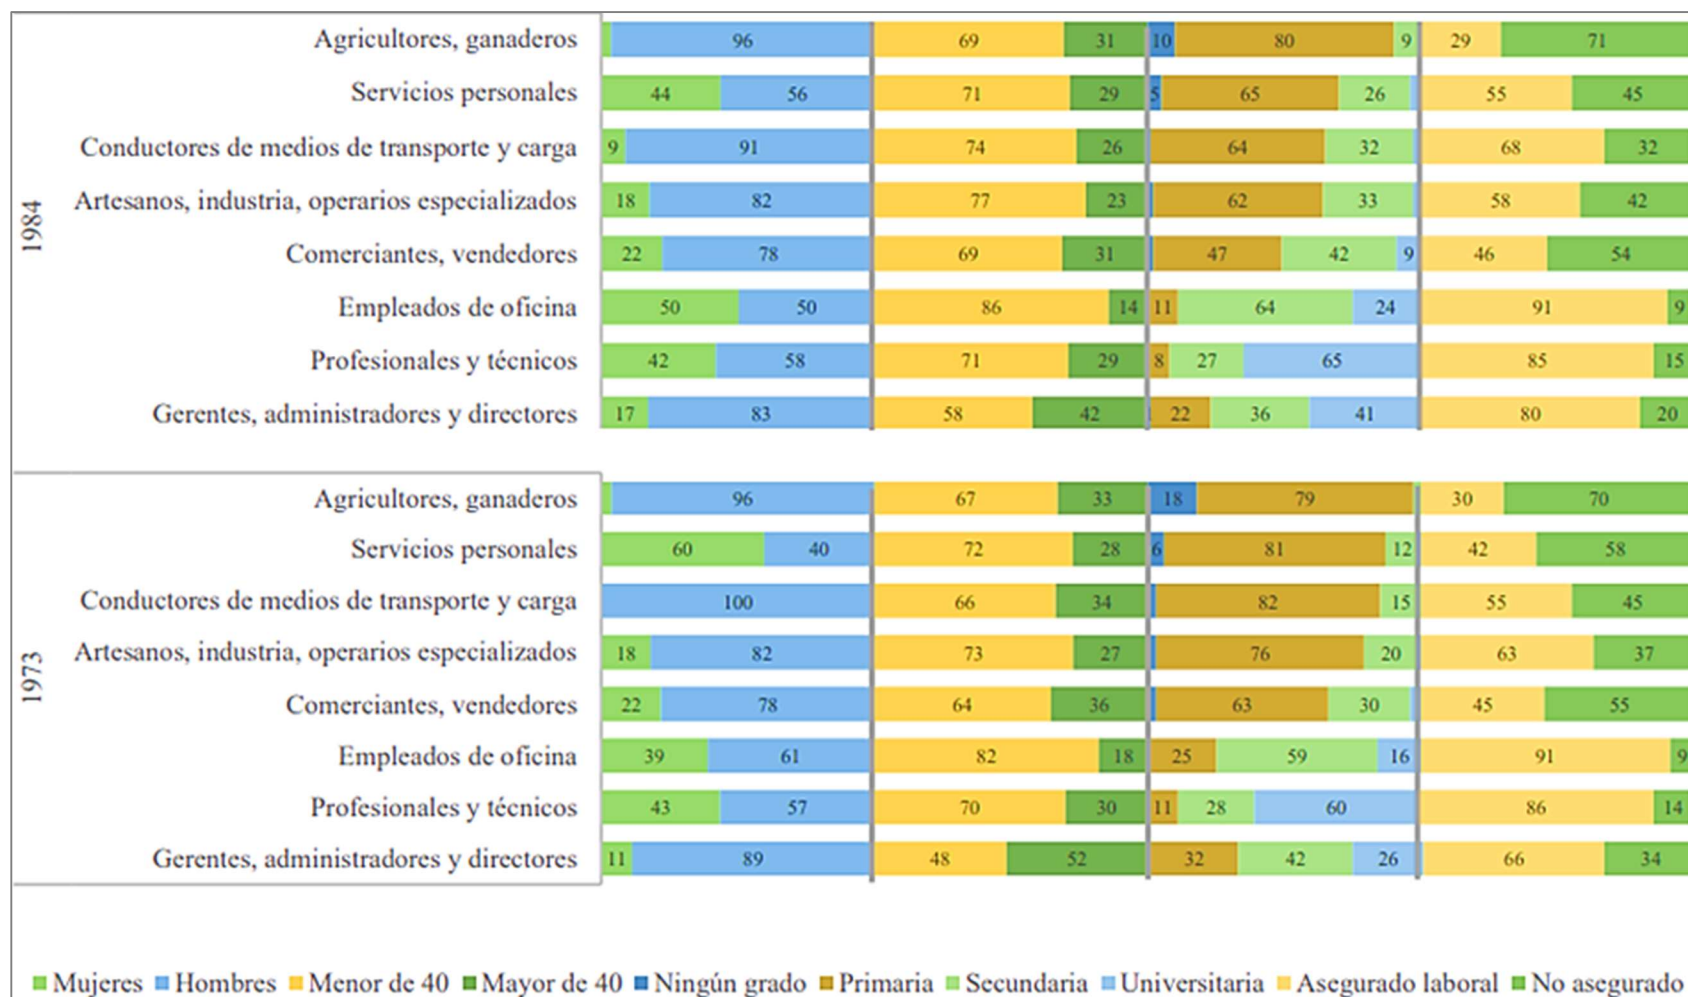 1984
Agricultores, ganaderos 96 69 31 10 80 9 29 71
Servicios personales 44 56 71 29 5 65 26 55 45
Conductores de medios de transporte y carga 9 91 74 26 64 32 68 32
Artesanos, industria, operarios especializados 18 82 77 23 62 33 58 42
Comerciantes, vendedores 22 78 69 31 47 42 9 46 54
Empleados de oficina 50 50 86 14 11 64 24 91 9
Profesionales y técnicos 42 58 71 29 8 27 65 85 15
Gerentes, administradores y directores 17 83 58 42 22 36 41 80 20
1973
Agricultores, ganaderos 96 67 33 18 79 30 70
Servicios personales 60 40 72 28 6 81 12 42 58
Conductores de medios de transporte y carga 100 66 34 82 15 55 45
Artesanos, industria, operarios especializados 18 82 73 27 76 20 63 37
Comerciantes, vendedores 22 78 64 36 63 30 45 55
Empleados de oficina 39 61 82 18 25 59 16 91 9
Profesionales y técnicos 43 57 70 30 11 28 60 86 14
Gerentes, administradores y directores 11 89 48 52 32 42 26 66 34
Mujeres Hombres Menor de 40 Mayor de 40 Ningún grado Primaria Secundaria Universitaria Asegurado laboral No asegurado